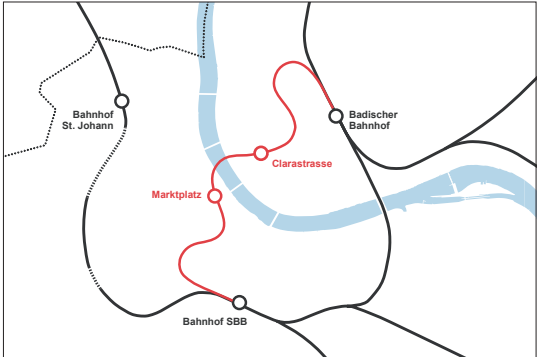 Bahnhof
St. Johann
Badischer
Bahnhof
Clarastrasse
Marktplatz
Bahnhof SBB